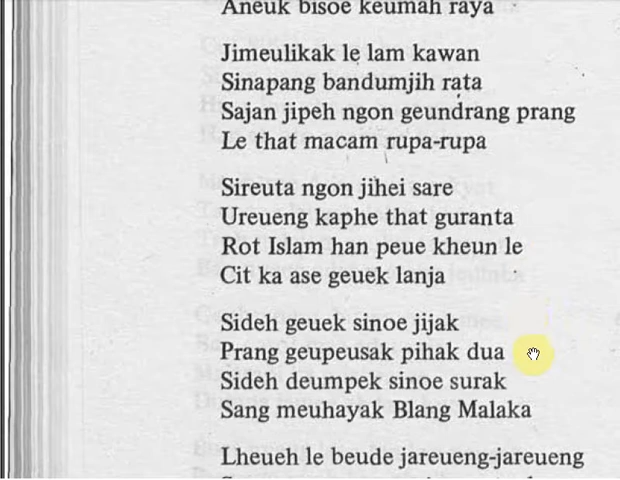 Aneuk bisoe keumah raya
Jimeulikak le lam kawan
Sinapang bandumjih rata
Sajan jipeh ngon geundrang prang
Le that macam rupa-rupa
Sireuta ngon jihei sare
Ureueng kaphe that guranta
Rot Islam han peue kheun le
Cit ka ase geuek lanja
Sideh geuek sinoe jijak
Prang geupeusak pihak dua
Sideh deumpek sinoe surak
Sang meuhayak Blang Malaka
Lheueh le beude jareueng-jareueng